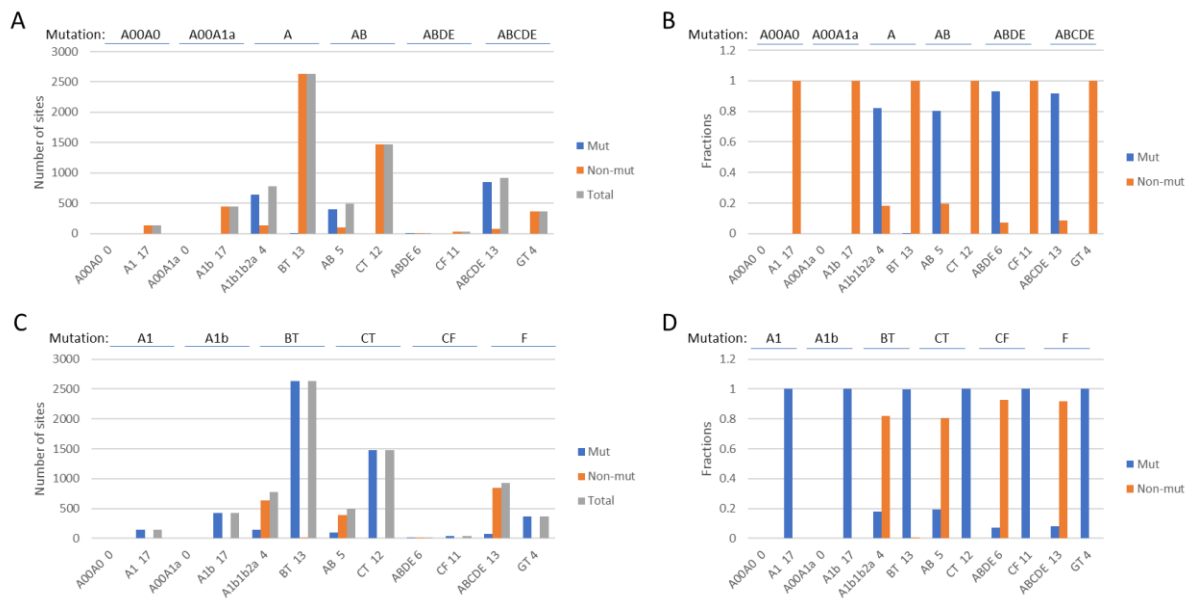 A
Mutation: A00A0 A00A1a A AB ABDE ABCDE
3000
2500
2000
1500
1000
500
0
Number of sites
Mut
Non-mut
Total
A00A0 0
A1 17
A00A1a 0
A1b 17
A1b1b2a 4
BT 13
AB 5
CT 12
ABDE 6
CF 11
ABCDE 13
GT 4
B
Mutation: A00A0 A00A1a A AB ABDE ABCDE
1.2
1
0.8
0.6
0.4
0.2
0
Fractions
Mut
Non-mut
A00A0 0
A1 17
A00A1a 0
A1b 17
A1b1b2a 4
BT 13
AB 5
CT 12
ABDE 6
CF 11
ABCDE 13
GT 4
C
Mutation: A1 A1b BT CT CF F
3000
2500
2000
1500
1000
500
0
Number of sites
Mut
Non-mut
Total
A00A0 0
A1 17
A00A1a 0
A1b 17
A1b1b2a 4
BT 13
AB 5
CT 12
ABDE 6
CF 11
ABCDE 13
GT 4
D
Mutation: A1 A1b BT CT CF F
1.2
1
0.8
0.6
0.4
0.2
0
Fractions
Mut
Non-mut
A00A0 0
A1 17
A00A1a 0
A1b 17
A1b1b2a 4
BT 13
AB 5
CT 12
ABDE 6
CF 11
ABCDE 13
GT 4